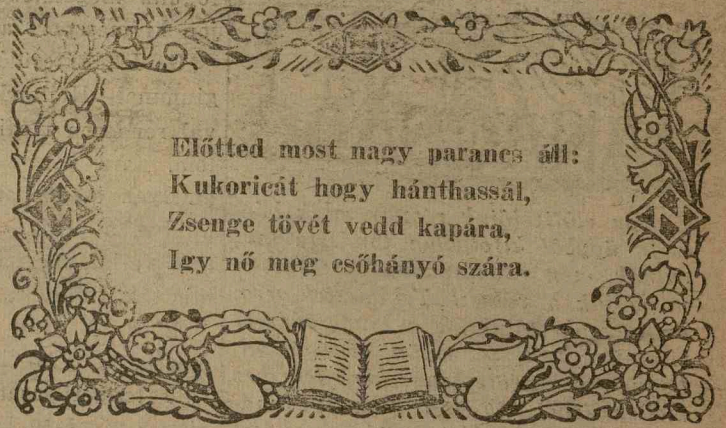 Előtted most nagy parancs áll:
Kukoricát hogy hánthassál,
Zsenge tövét vedd kapára,
Igy nő meg csőhányó szára.